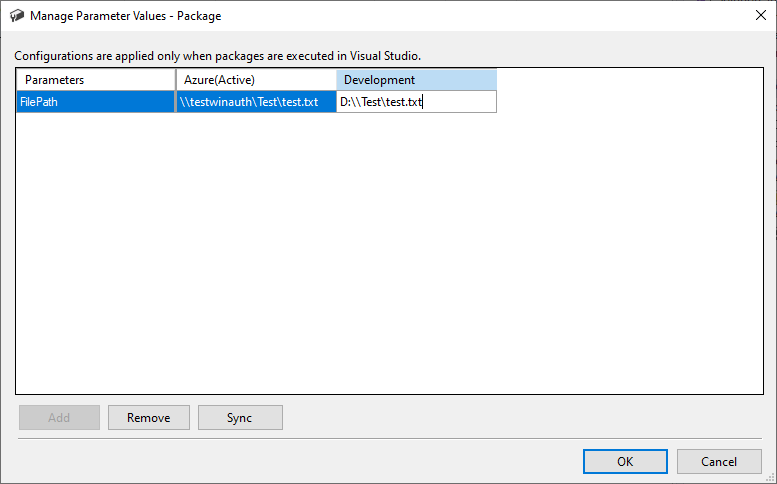 Manage Parameter Values - Package
Configurations are applied only when packages are executed in Visual Studio.
Parameters Azure(Active) Development
FilePath \\testwinauth\Test\test.txt D:\\Test\test.txt
Add Remove Sync
OK Cancel